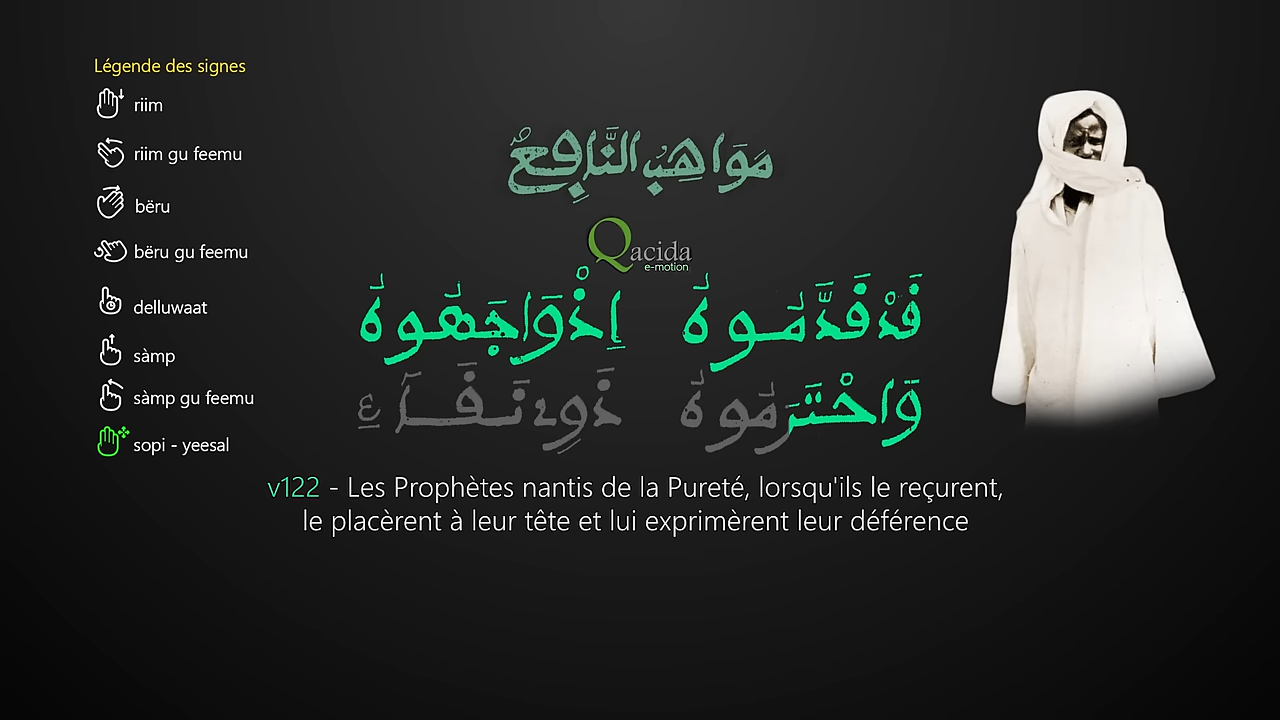 Légende des signes
riim
riim gu feemu
bëru
bëru gu feemu
delluwaat
sàmp
sàmp gu feemu
sopi - yeesal
مَوَاهِبُ النَّافِعِ
Qacida
e-motion
قَدْ قَدَّمُوهُ إِذْ وَاجَهُوهُ
وَاحْتَرَمُوهُ ذَوِي نَقَآءِ
v122 - Les Prophètes nantis de la Pureté, lorsqu'ils le reçurent,
le placèrent à leur tête et lui exprimèrent leur déférence